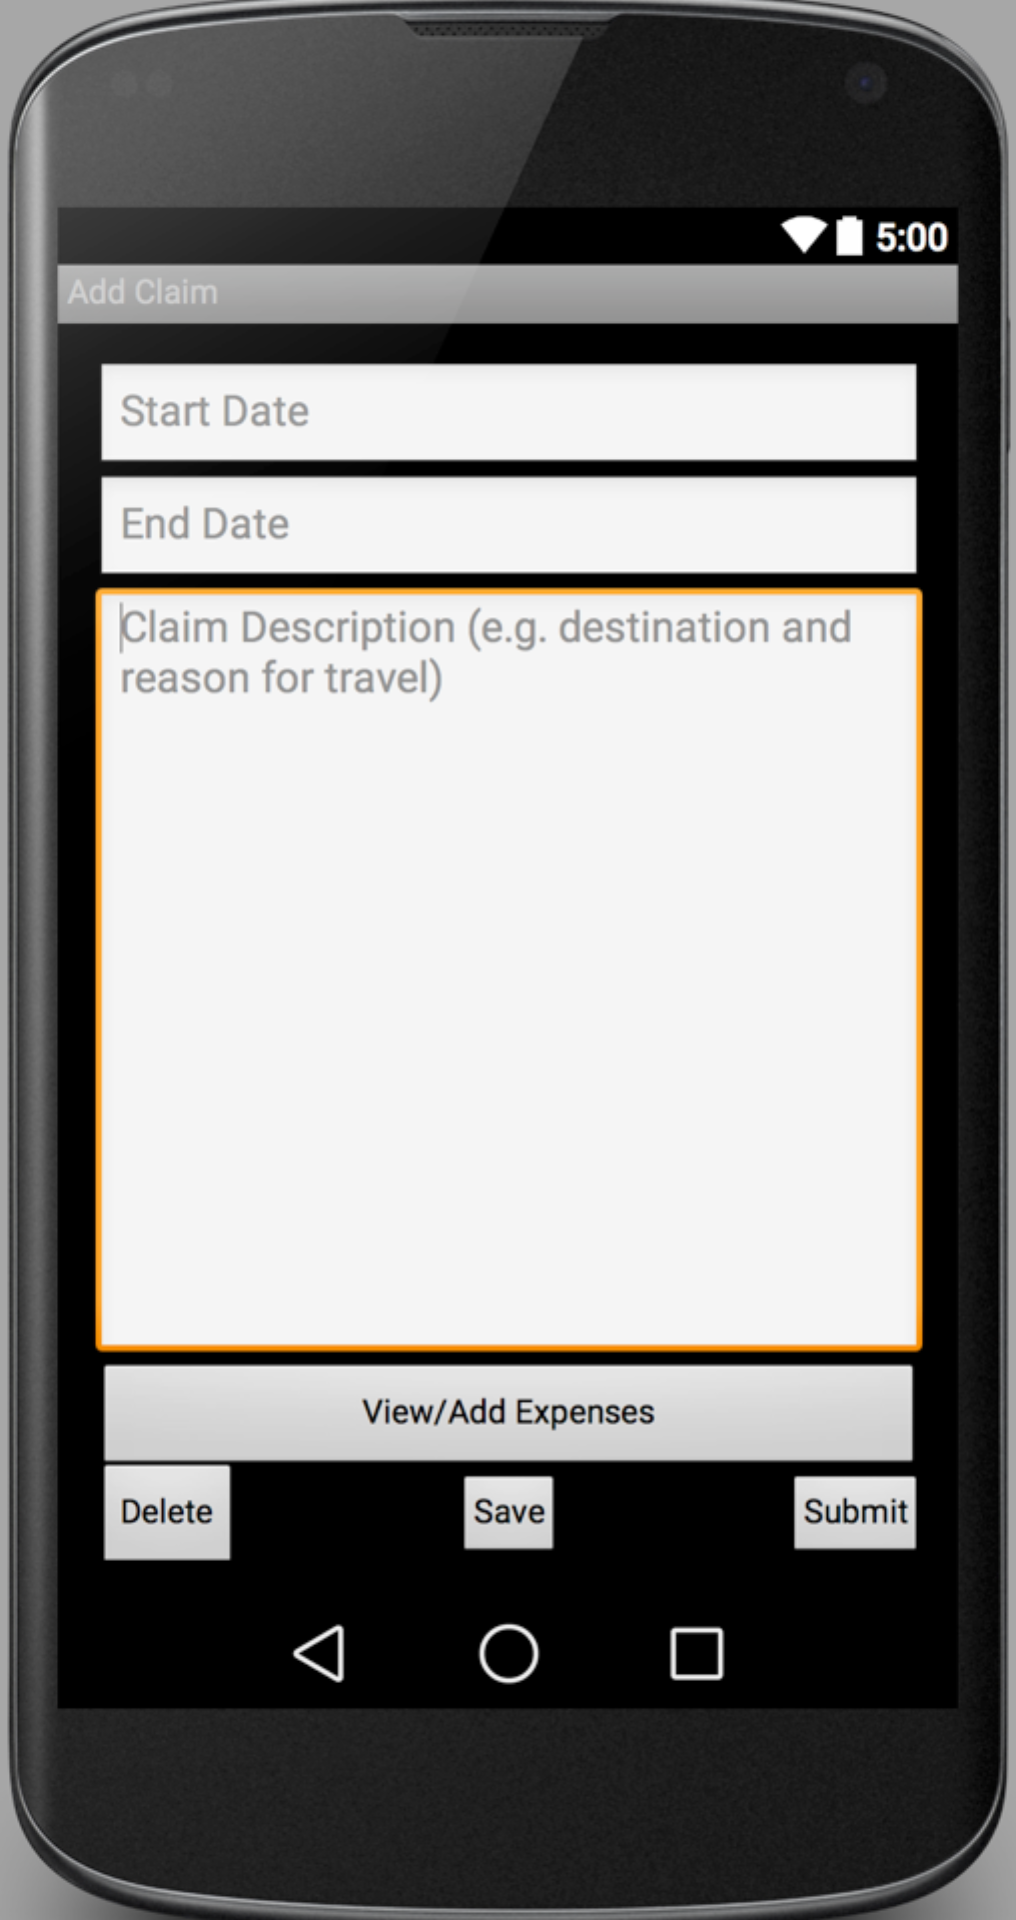 5:00
Add Claim
Start Date
End Date
Claim Description (e.g. destination and
reason for travel)
View/Add Expenses
Delete Save Submit